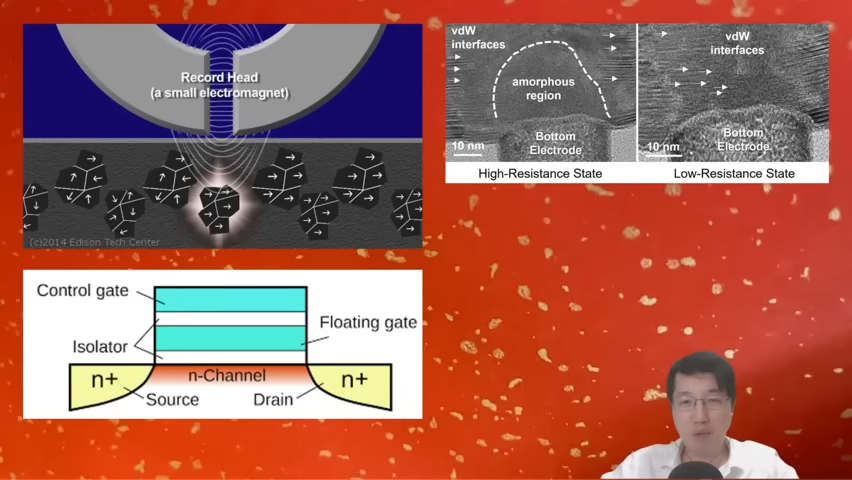 Record Head
(a small electromagnet)
(c)2014 Edison Tech Center
vdW
interfaces
amorphous
region
Bottom
Electrode
10 nm
High-Resistance State
vdW
interfaces
Bottom
Electrode
10 nm
Low-Resistance State
Control gate
Floating gate
Isolator
n-Channel
n+
n+
Source
Drain